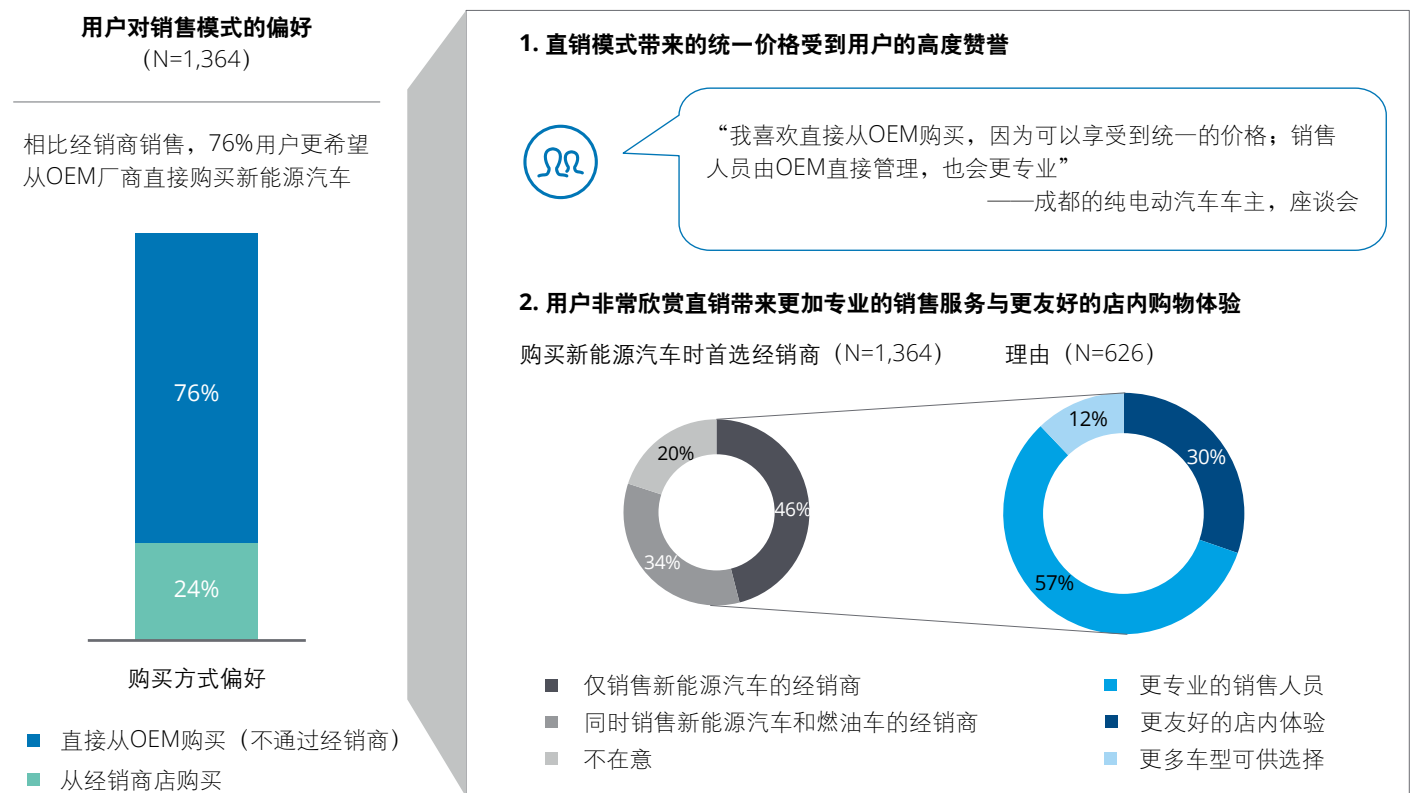 用户对销售模式的偏好
（N=1,364）
相比经销商销售，76%用户更希望
从OEM厂商直接购买新能源汽车
76%
24%
购买方式偏好
直接从OEM购买（不通过经销商）
从经销商店购买
1. 直销模式带来的统一价格受到用户的高度赞誉
“我喜欢直接从OEM购买，因为可以享受到统一的价格；销售
人员由OEM直接管理，也会更专业”
——成都的纯电动汽车车主，座谈会
2. 用户非常欣赏直销带来更加专业的销售服务与更友好的店内购物体验
购买新能源汽车时首选经销商（N=1,364）
20%
46%
34%
仅销售新能源汽车的经销商
同时销售新能源汽车和燃油车的经销商
不在意
理由（N=626）
12%
30%
57%
更专业的销售人员
更友好的店内体验
更多车型可供选择